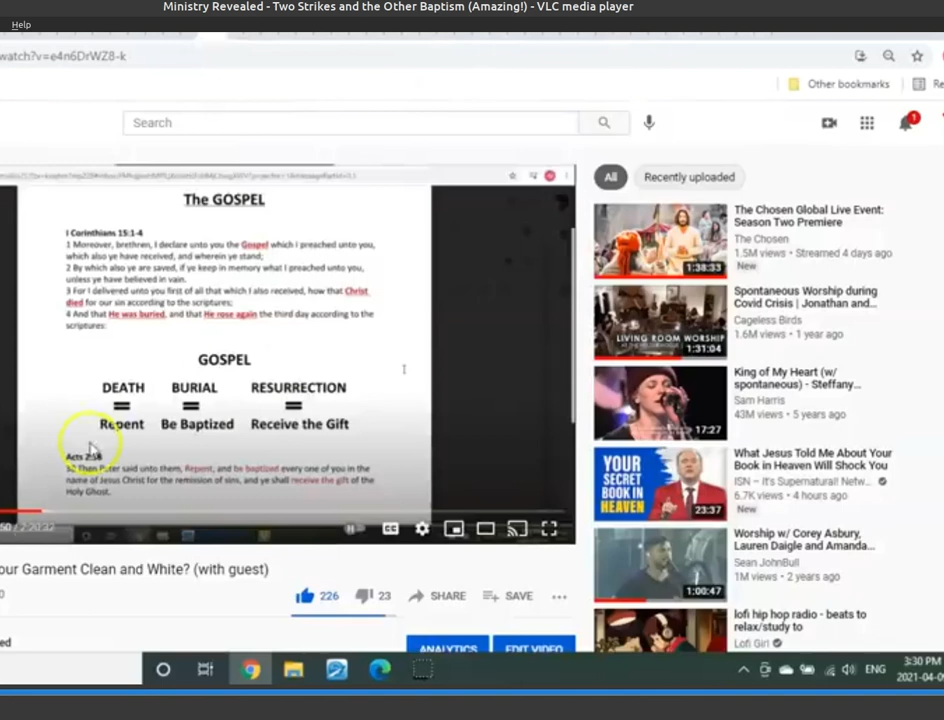 Ministry Revealed - Two Strikes and the Other Baptism (Amazing!) - VLC media player
Help
watch?v=e4n6DrWZ8-k
Other bookmarks
Re
Search
1
The GOSPEL
I Corinthians 15:1-4
1 Moreover, brethren, I declare unto you the Gospel which I preached unto you,
which also ye have received, and wherein ye stand;
2 By which also ye are saved, if ye keep in memory what I preached unto you,
unless ye have believed in vain.
3 For I delivered unto you first of all that which I also received, how that Christ
died for our sin according to the scriptures;
4 And that He was buried, and that He rose again the third day according to the
scriptures:
GOSPEL
DEATH BURIAL RESURRECTION
= = =
Repent Be Baptized Receive the Gift
Acts 2:38
38 Then Peter said unto them, Repent, and be baptized every one of you in the
name of Jesus Christ for the remission of sins, and ye shall receive the gift of the
Holy Ghost.
50 / 2:20:32
CC
our Garment Clean and White? (with guest)
0
226
23
SHARE
SAVE
ed
ANALYTICS
EDIT VIDEO
All
Recently uploaded
1:38:33
The Chosen Global Live Event:
Season Two Premiere
The Chosen
1.5M views • Streamed 4 days ago
New
LIVING ROOM WORSHIP
1:31:04
Spontaneous Worship during
Covid Crisis | Jonathan and...
Cageless Birds
1.6M views • 1 year ago
17:27
King of My Heart (w/
spontaneous) - Steffany...
Sam Harris
43M views • 5 years ago
YOUR
SECRET
BOOK IN
HEAVEN
23:37
What Jesus Told Me About Your
Book in Heaven Will Shock You
ISN – It's Supernatural! Netw...
6.7K views • 4 hours ago
New
1:00:47
Worship w/ Corey Asbury,
Lauren Daigle and Amanda...
Sean JohnBull
1M views • 2 years ago
lofi hip hop radio - beats to
relax/study to
Lofi Girl
ENG
3:30 PM
2021-04-0